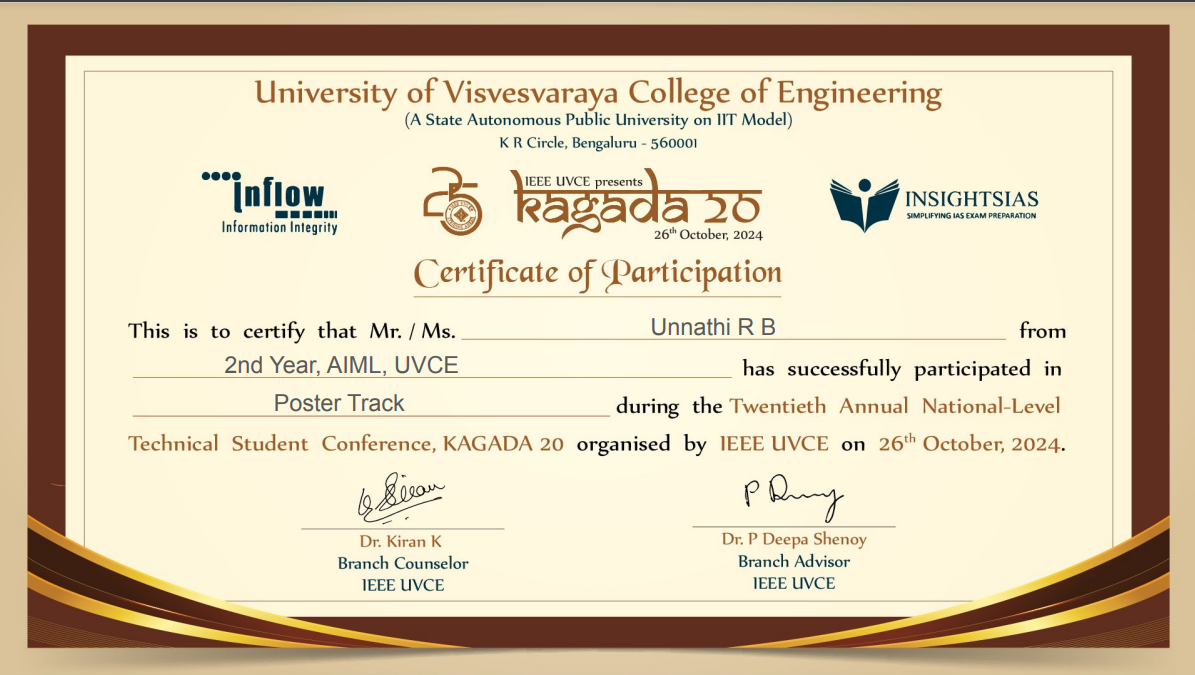 University of Visvesvaraya College of Engineering
(A State Autonomous Public University on IIT Model)
K R Circle, Bengaluru - 560001
inflow
Information Integrity
25
IEEE UVCE presents
kagada 20
26th October, 2024
INSIGHTSIAS
SIMPLIFYING IAS EXAM PREPARATION
Certificate of Participation
This is to certify that Mr. / Ms. Unnathi R B from
2nd Year, AIML, UVCE has successfully participated in
Poster Track during the Twentieth Annual National-Level
Technical Student Conference, KAGADA 20 organised by IEEE UVCE on 26th October, 2024.
Dr. Kiran K
Branch Counselor
IEEE UVCE
P
Dr. P Deepa Shenoy
Branch Advisor
IEEE UVCE